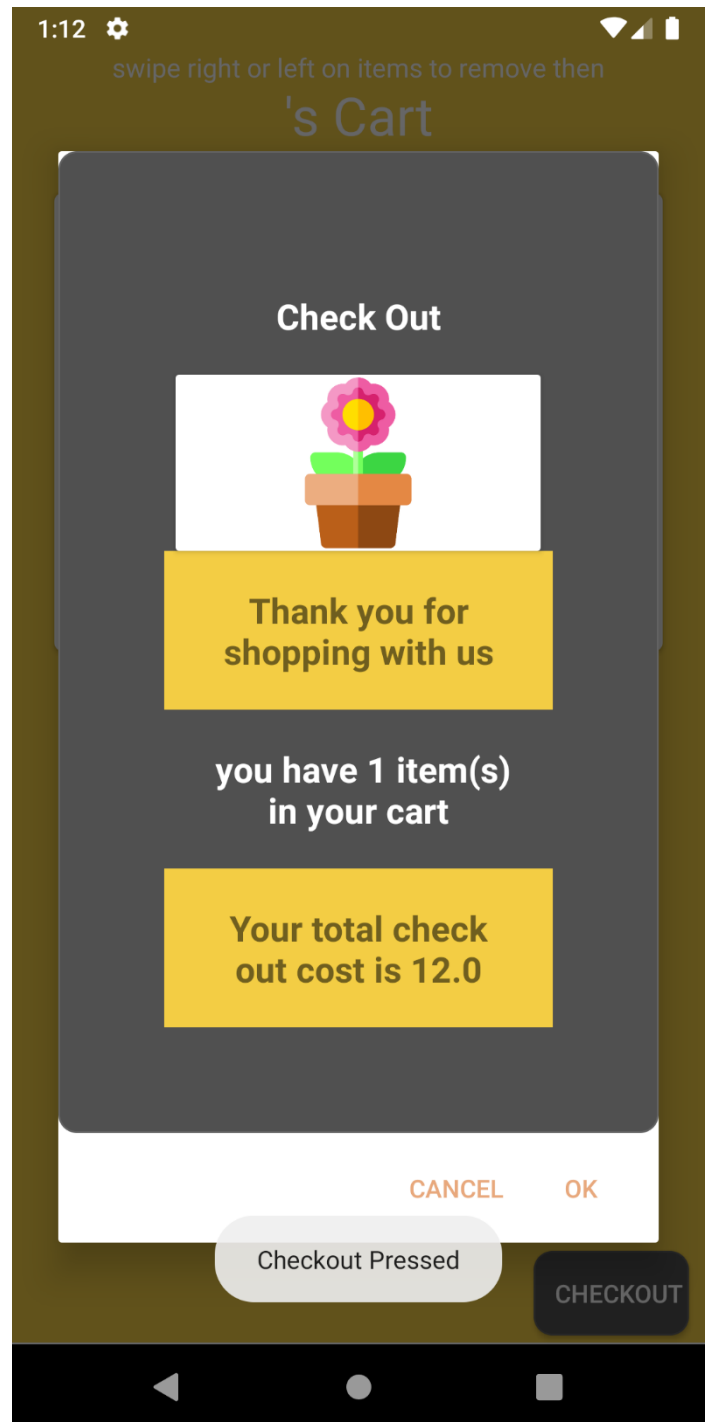 1:12
swipe right or left on items to remove then
's Cart
Check Out
Thank you for
shopping with us
you have 1 item(s)
in your cart
Your total check
out cost is 12.0
CANCEL OK
Checkout Pressed
CHECKOUT